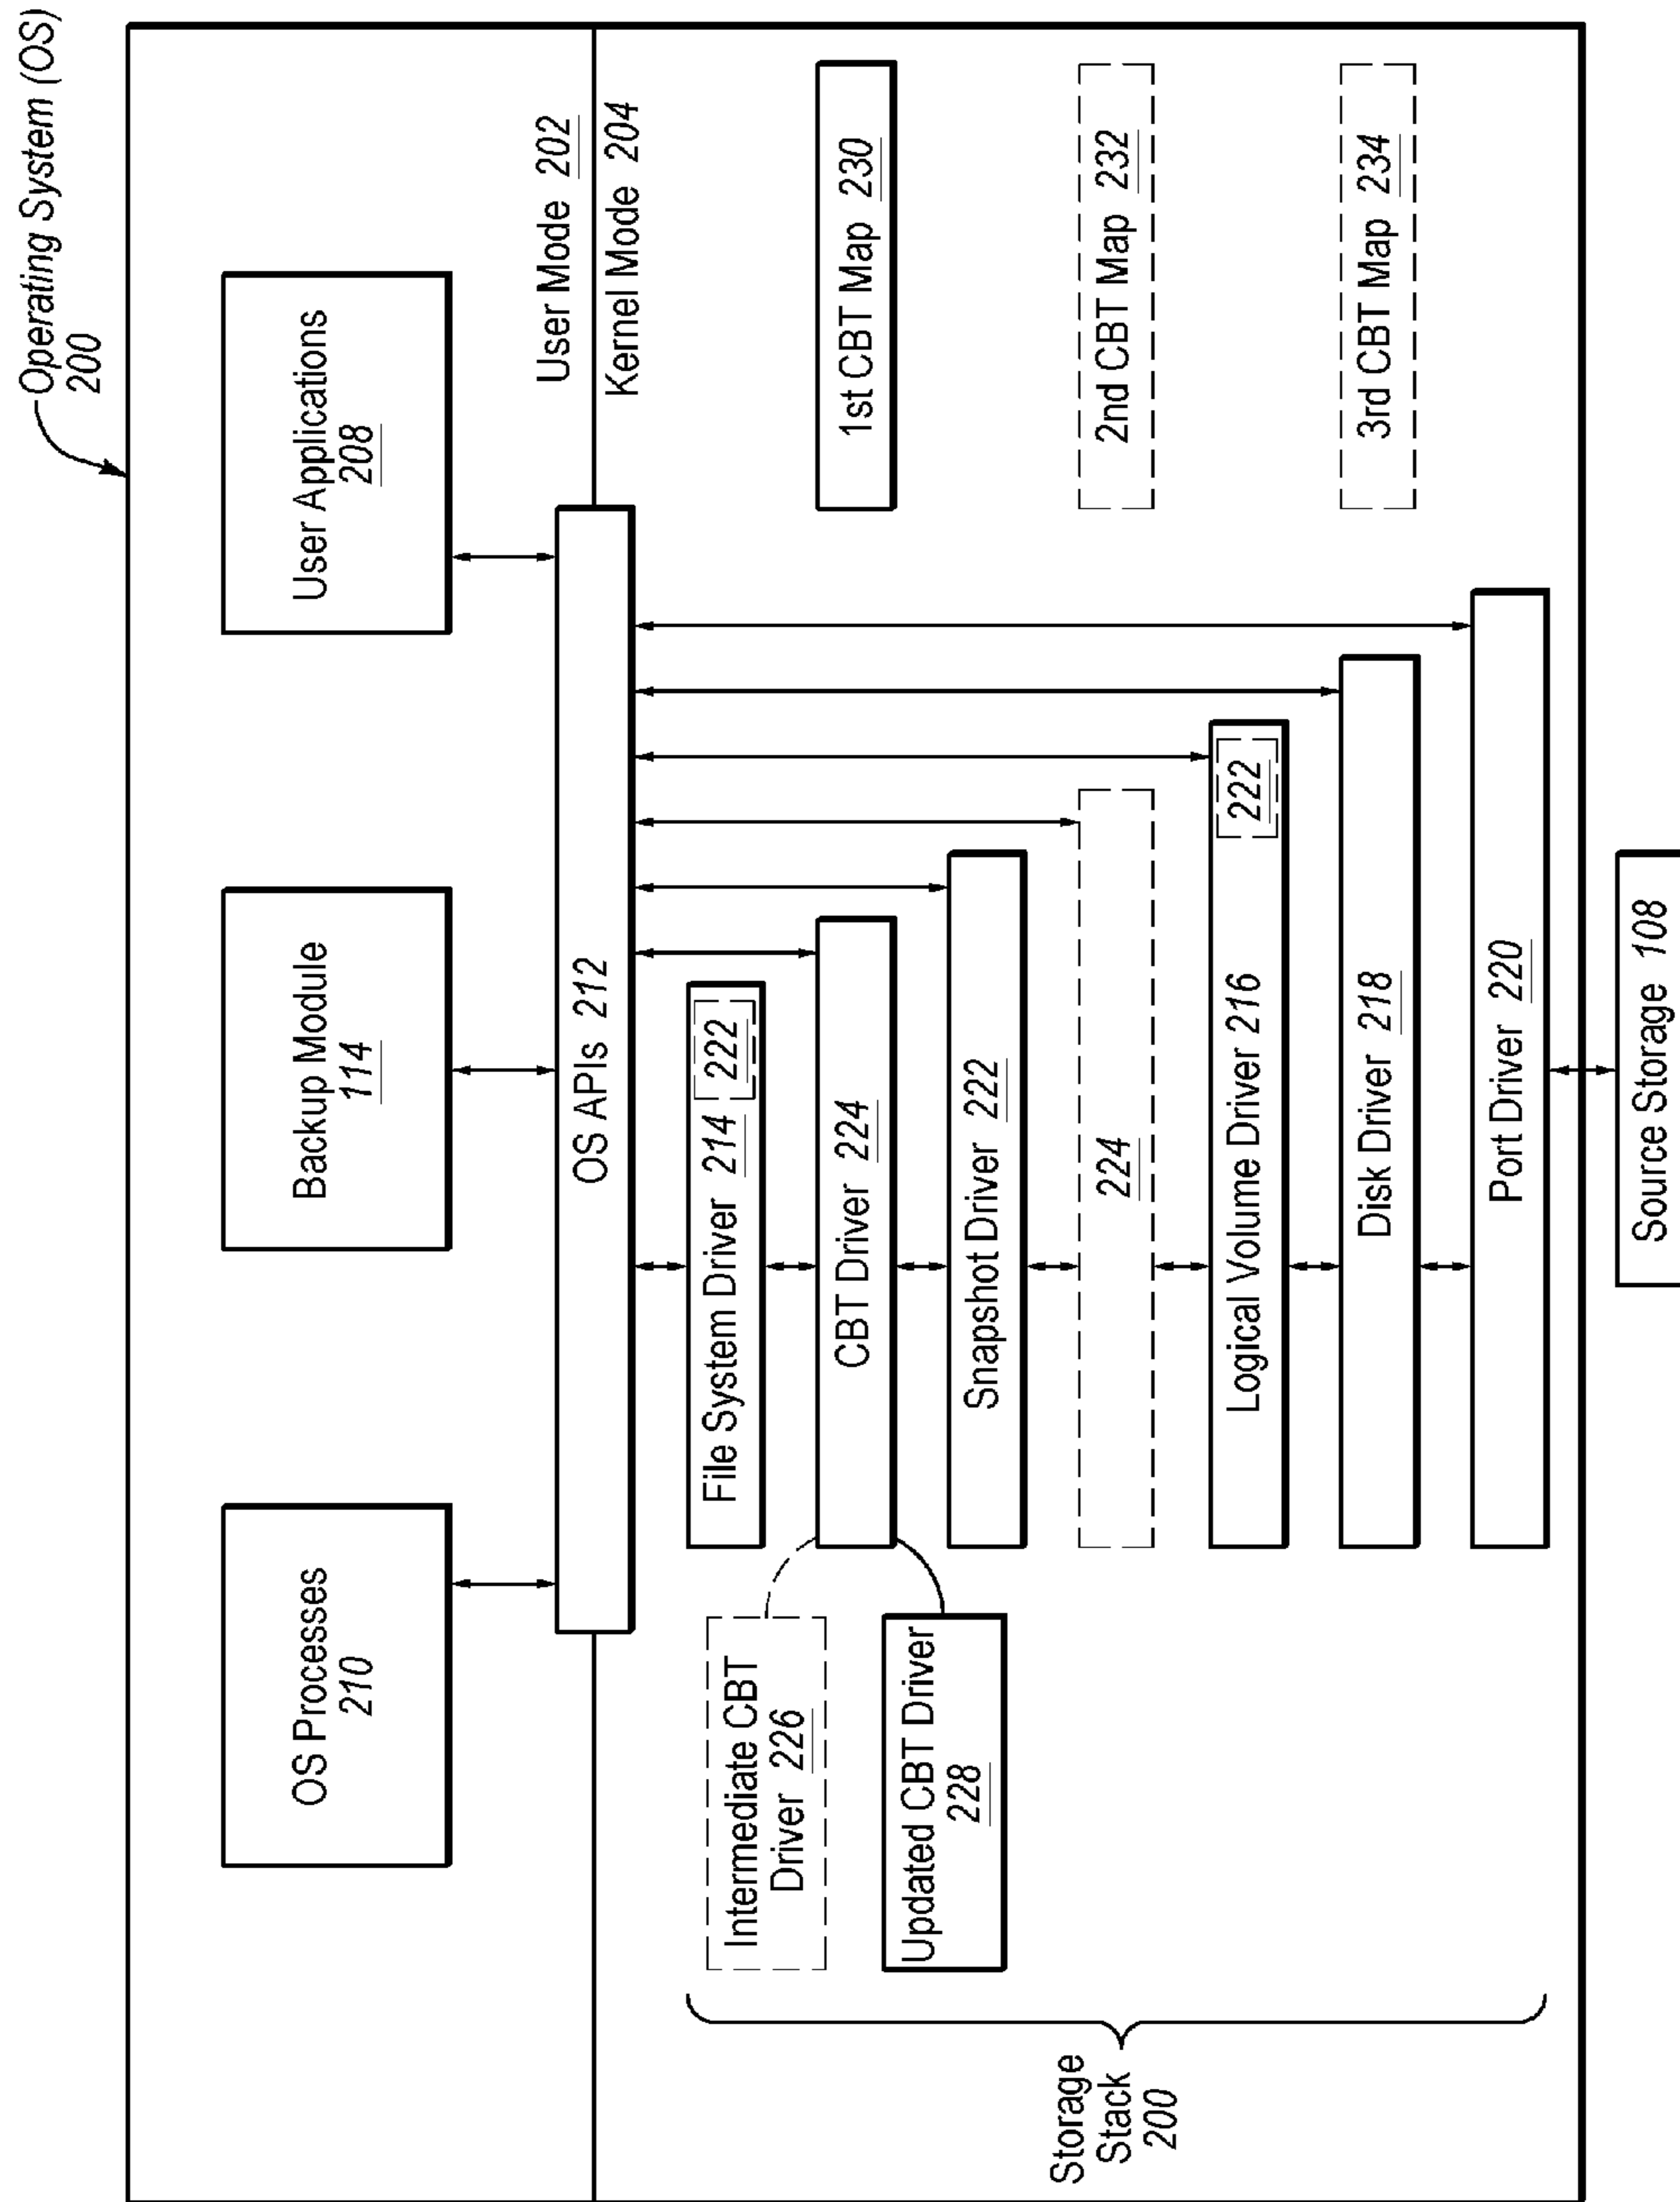 Operating System (OS)
200
OS Processes
210
Backup Module
114
User Applications
208
User Mode 202
Kernel Mode 204
OS APIs 212
File System Driver 214
222
CBT Driver 224
Snapshot Driver 222
224
Logical Volume Driver 216
222
Disk Driver 218
Port Driver 220
Intermediate CBT
Driver 226
Updated CBT Driver
228
Storage
Stack
200
1st CBT Map 230
2nd CBT Map 232
3rd CBT Map 234
Source Storage 108